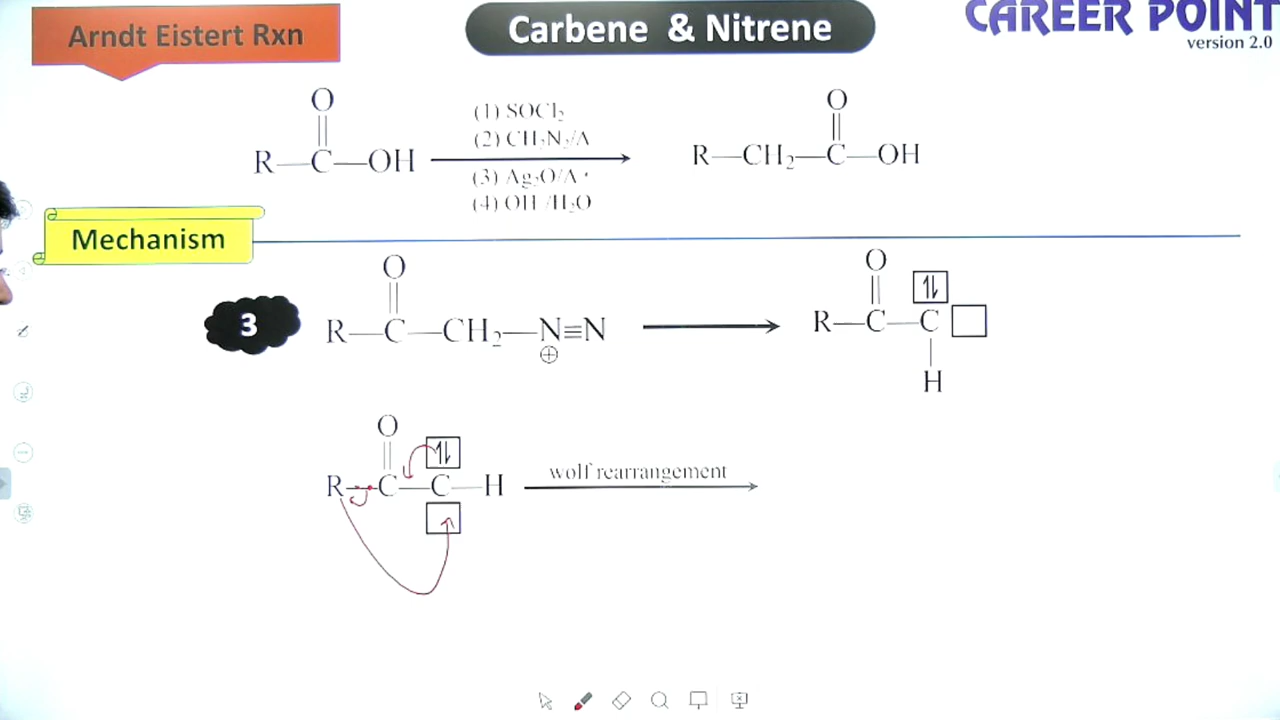 Arndt Eistert Rxn
Carbene & Nitrene
CAREER POINT
version 2.0
O
R—C—OH
(1) SOCl₂
(2) CH₂N₂/Δ
(3) Ag₂O/Δ
(4) OH⁻/H₂O
O
R—CH₂—C—OH
Mechanism
3
O
R—C—CH₂—N≡N
⊕
O
⥮
R—C—C
H
O
⥮
R—C—C—H
wolf rearrangement